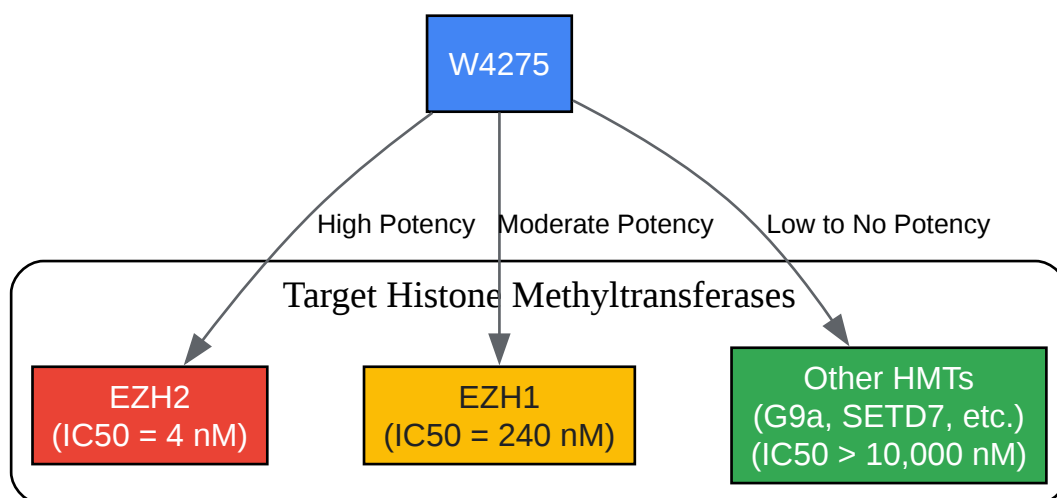 W4275
High Potency
Moderate Potency
Low to No Potency
Target Histone Methyltransferases
EZH2
(IC50 = 4 nM)
EZH1
(IC50 = 240 nM)
Other HMTs
(G9a, SETD7, etc.)
(IC50 > 10,000 nM)